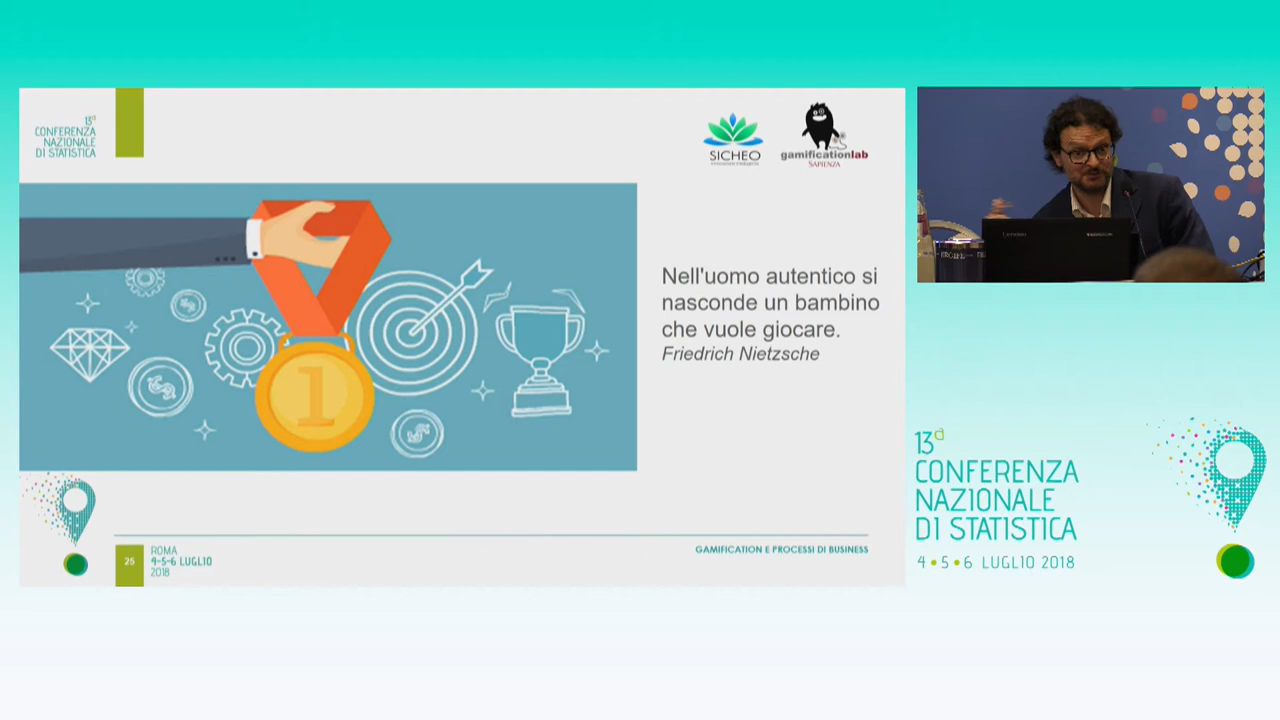 13a
CONFERENZA
NAZIONALE
DI STATISTICA
SICHEO
gamificationlab
SAPIENZA
Nell'uomo autentico si
nasconde un bambino
che vuole giocare.
Friedrich Nietzsche
1
25
ROMA
4-5-6 LUGLIO
2018
GAMIFICATION E PROCESSI DI BUSINESS
13a
CONFERENZA
NAZIONALE
DI STATISTICA
4•5•6 LUGLIO 2018